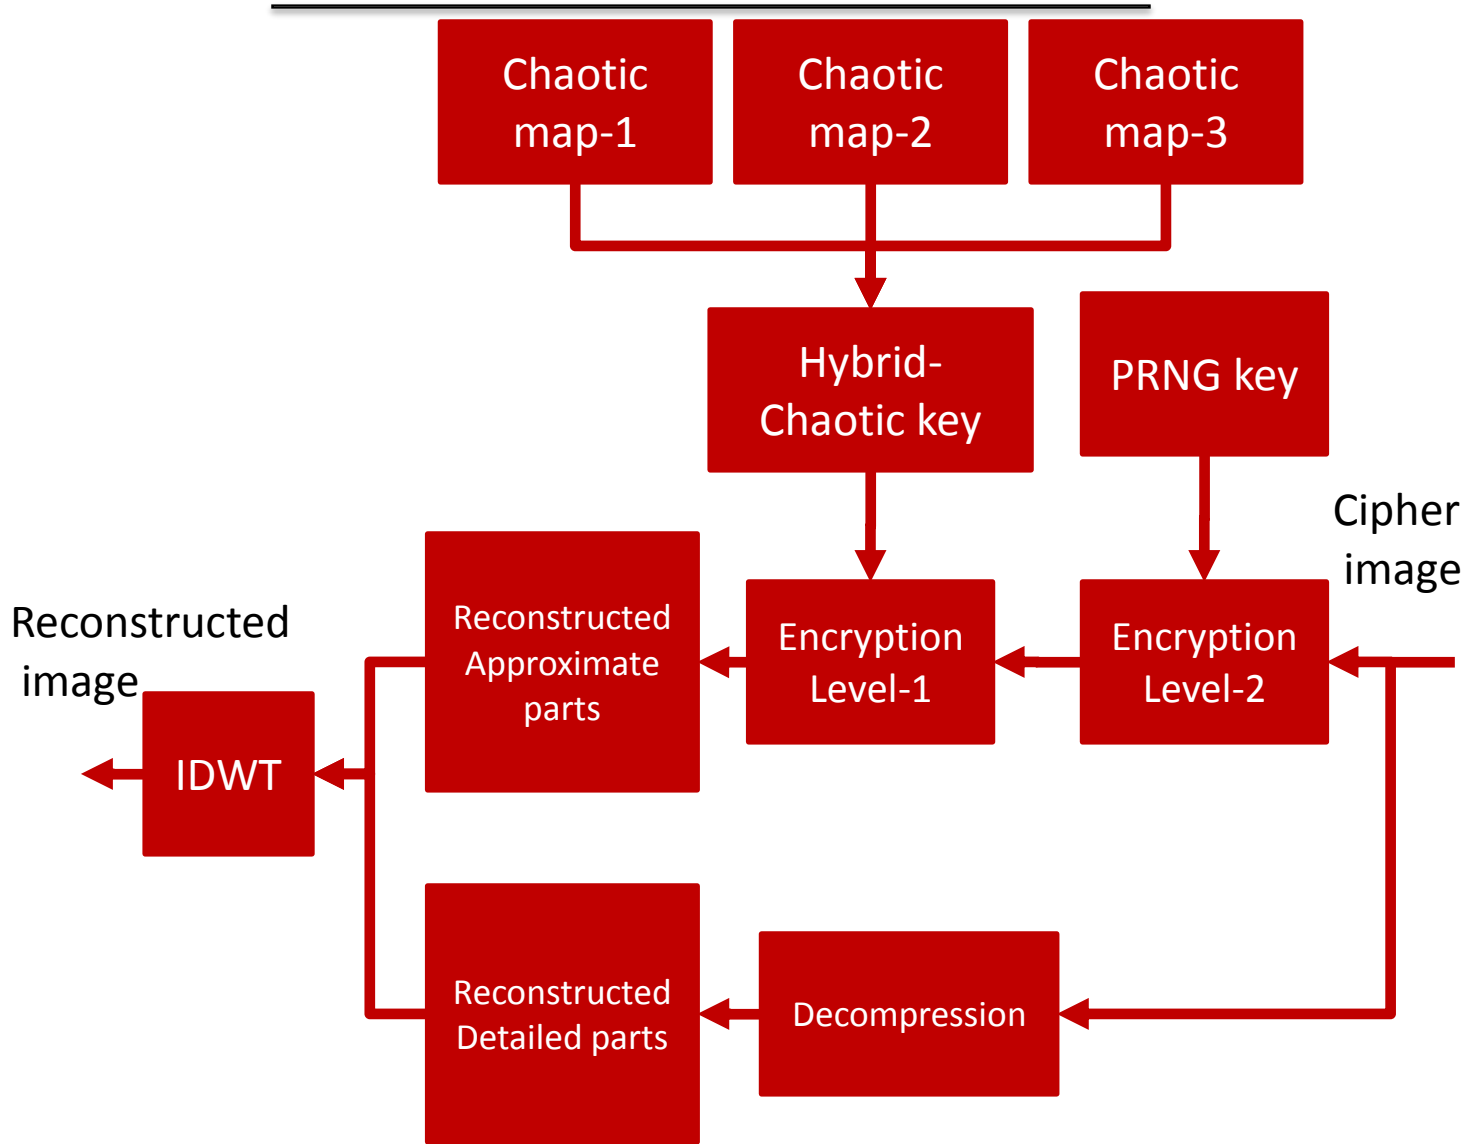 Chaotic
map-1
Chaotic
map-2
Chaotic
map-3
Hybrid-
Chaotic key
PRNG key
Cipher
image
Reconstructed
image
Reconstructed
Approximate
parts
Encryption
Level-1
Encryption
Level-2
IDWT
Reconstructed
Detailed parts
Decompression